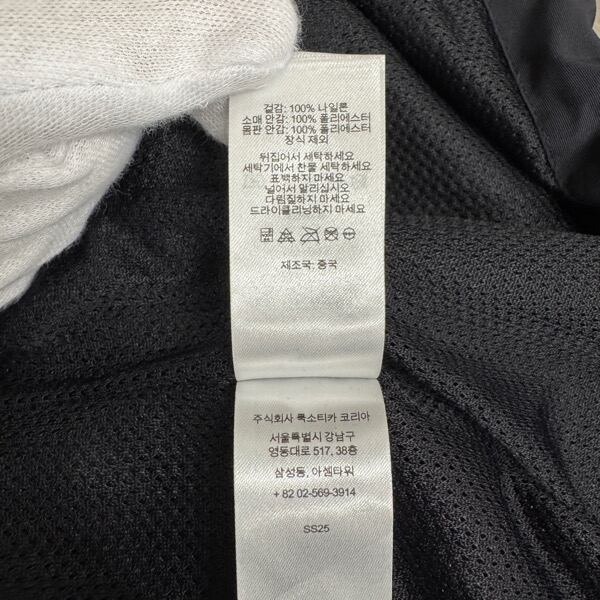 겉감: 100% 나일론
소매 안감: 100% 폴리에스터
몸판 안감: 100% 폴리에스터
장식 제외
뒤집어서 세탁하세요
세탁기에서 찬물 세탁하세요
표백하지 마세요
널어서 말리십시오
다림질하지 마세요
드라이클리닝하지 마세요
제조국: 중국
주식회사 룩소티카 코리아
서울특별시 강남구
영동대로 517, 38층
삼성동, 아셈타워
+ 82 02-569-3914
SS25